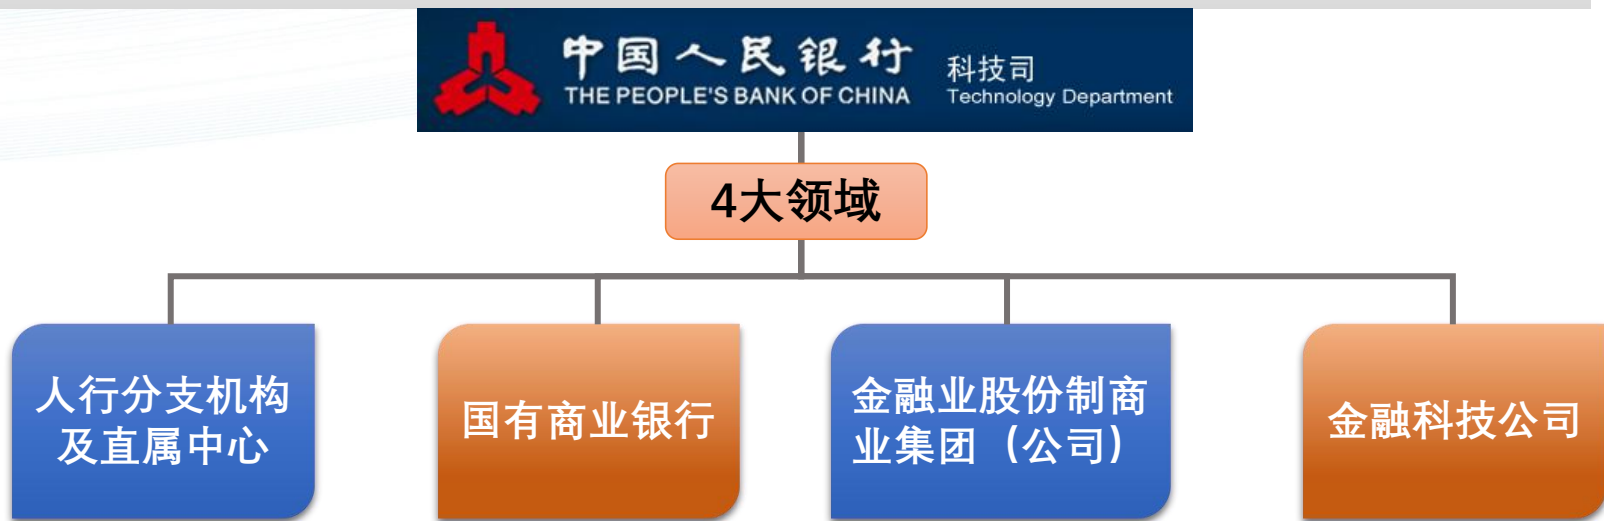 中国人民银行
THE PEOPLE'S BANK OF CHINA
科技司
Technology Department
4大领域
人行分支机构
及直属中心
国有商业银行
金融业股份制商
业集团（公司）
金融科技公司